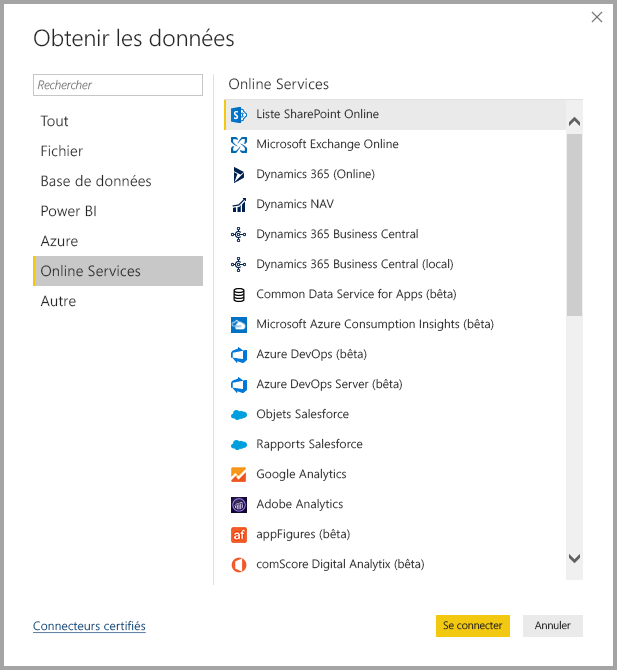 Obtenir les données
Rechercher
Tout
Fichier
Base de données
Power BI
Azure
Online Services
Autre
Online Services
Liste SharePoint Online
Microsoft Exchange Online
Dynamics 365 (Online)
Dynamics NAV
Dynamics 365 Business Central
Dynamics 365 Business Central (local)
Common Data Service for Apps (bêta)
Microsoft Azure Consumption Insights (bêta)
Azure DevOps (bêta)
Azure DevOps Server (bêta)
Objets Salesforce
Rapports Salesforce
Google Analytics
Adobe Analytics
af appFigures (bêta)
comScore Digital Analytix (bêta)
Connecteurs certifiés
Se connecter
Annuler